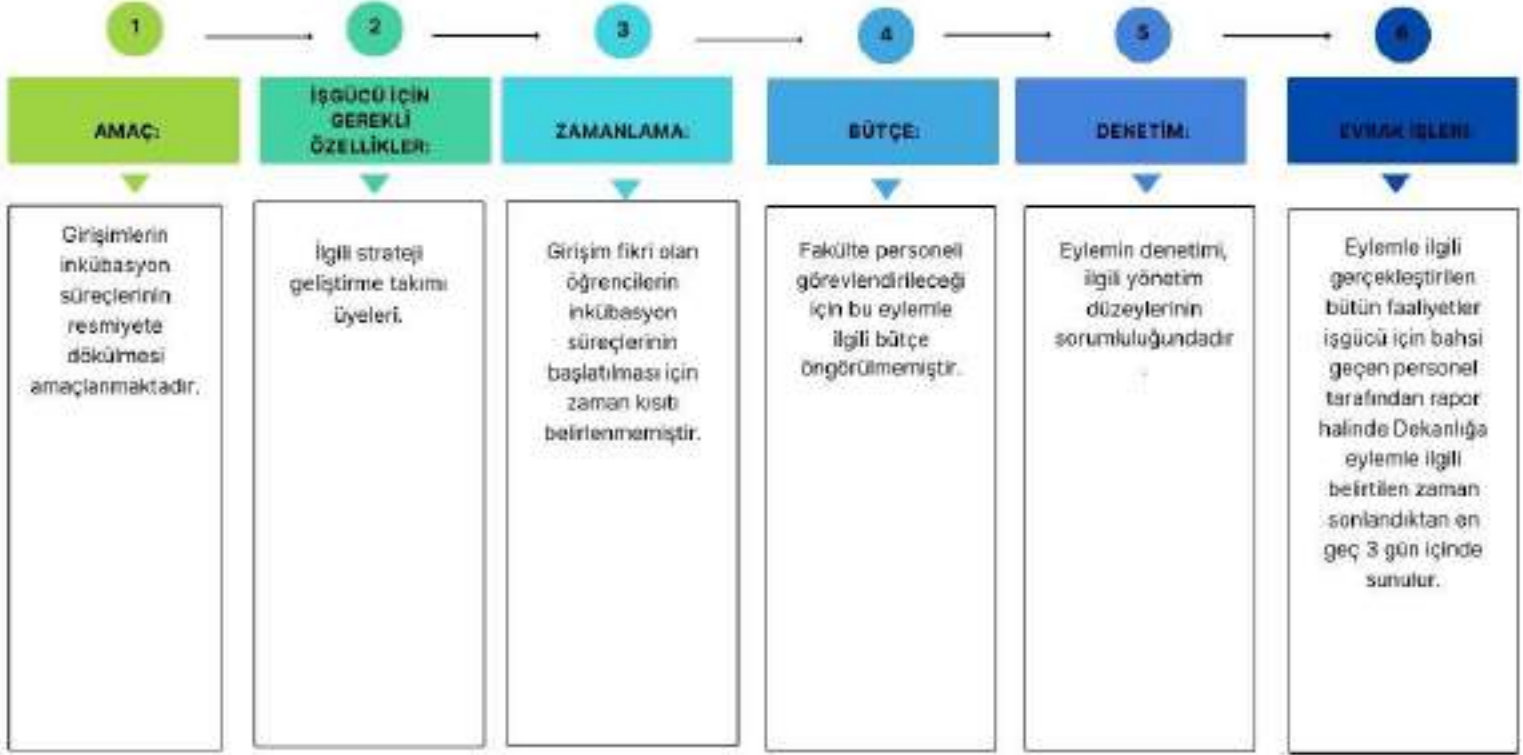 1
2
3
4
5
6
AMAÇ:
İŞGÜCÜ İÇİN
GEREKLİ
ÖZELLİKLER:
ZAMANLAMA:
BÜTÇE:
DENETİM:
EVRAK İŞLERİ:
Girişimlerin
inkübasyon
süreçlerinin
resmiyete
dökülmesi
amaçlanmaktadır.
İlgili strateji
geliştirme takımı
üyeleri.
Girişim fikri olan
öğrencilerin
inkübasyon
süreçlerinin
başlatılması için
zaman kısıtı
belirlenmemiştir.
Fakülte personeli
görevlendirileceği
için bu eylemle
ilgili bütçe
öngörülmemiştir.
Eylemin denetimi,
ilgili yönetim
düzeylerinin
sorumluluğundadır
.
Eylemle ilgili
gerçekleştirilen
bütün faaliyetler
işgücü için bahsi
geçen personel
tarafından rapor
halinde Dekanlığa
eylemle ilgili
belirtilen zaman
sonlandıktan en
geç 3 gün içinde
sunulur.